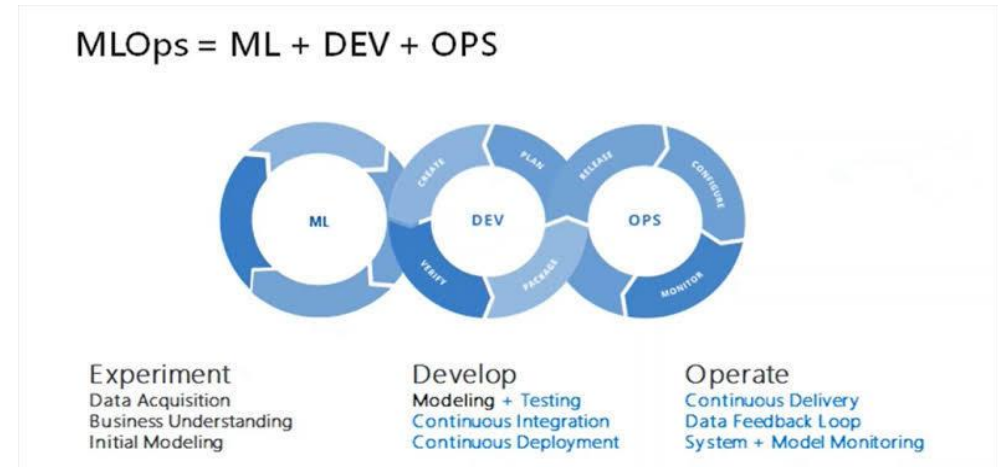 MLOps = ML + DEV + OPS
CREATE
PLAN
RELEASE
CONFIGURE
ML
DEV
OPS
VERIFY
PACKAGE
MONITOR
Experiment
Data Acquisition
Business Understanding
Initial Modeling
Develop
Modeling + Testing
Continuous Integration
Continuous Deployment
Operate
Continuous Delivery
Data Feedback Loop
System + Model Monitoring